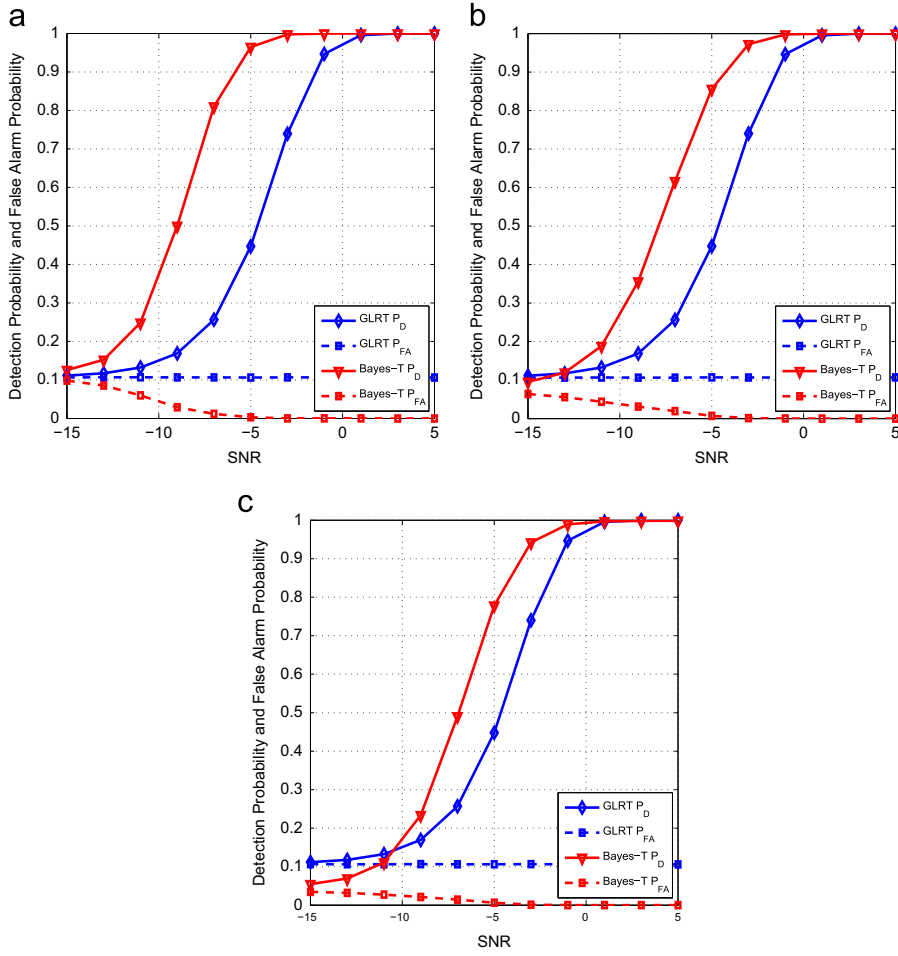 a
Detection Probability and False Alarm Probability
1
0.9
0.8
0.7
0.6
0.5
0.4
0.3
0.2
0.1
0
−15
−10
−5
0
5
SNR
GLRT P_D
GLRT P_FA
Bayes−T P_D
Bayes−T P_FA
b
Detection Probability and False Alarm Probability
1
0.9
0.8
0.7
0.6
0.5
0.4
0.3
0.2
0.1
0
−15
−10
−5
0
5
SNR
GLRT P_D
GLRT P_FA
Bayes−T P_D
Bayes−T P_FA
c
Detection Probability and False Alarm Probability
1
0.9
0.8
0.7
0.6
0.5
0.4
0.3
0.2
0.1
0
−15
−10
−5
0
5
SNR
GLRT P_D
GLRT P_FA
Bayes−T P_D
Bayes−T P_FA